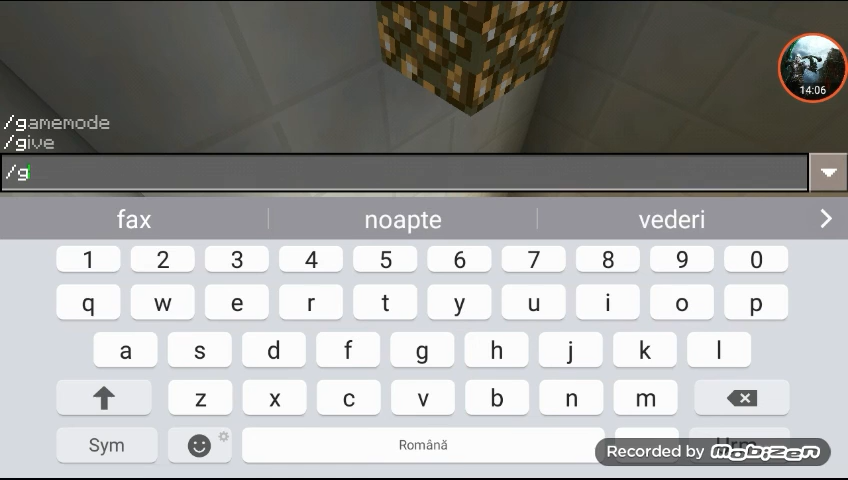 14:06
/gamemode
/give
/g
fax noapte vederi
1 2 3 4 5 6 7 8 9 0
q w e r t y u i o p
a s d f g h j k l
z x c v b n m
Sym Română
Recorded by mobizen